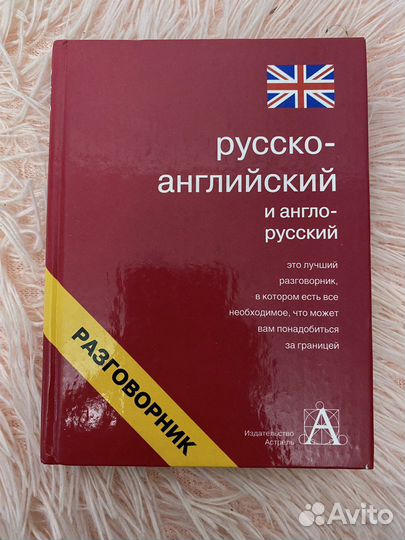 русско-
английский
и англо-
русский
это лучший
разговорник,
в котором есть все
необходимое, что может
вам понадобиться
за границей
РАЗГОВОРНИК
Издательство
Астрель
А
Avito